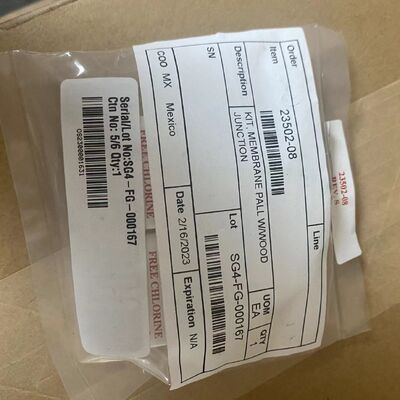 Order
Line
Item
23502-08
UOM
QTY
Description
KIT, MEMBRANE PALL W/WOOD
JUNCTION
EA
1
SN
Lot
SG4-FG-000167
COO MX
Mexico
Date
2/16/2023
Expiration
N/A
Serial/Lot No:SG4-FG-000167
Ctn No: 5/6 Qty:1
FREE CHLORINE
FREE CHLORINE
23502-08